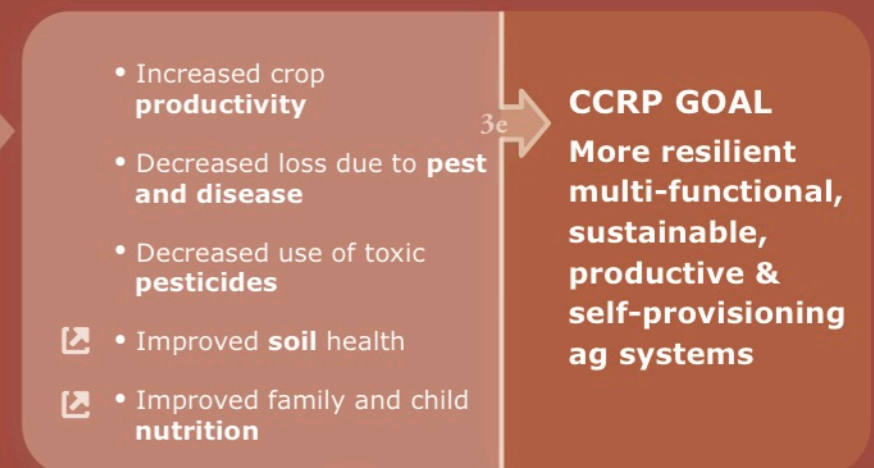 • Increased crop
productivity
• Decreased loss due to pest
and disease
• Decreased use of toxic
pesticides
• Improved soil health
• Improved family and child
nutrition
3e
CCRP GOAL
More resilient
multi-functional,
sustainable,
productive &
self-provisioning
ag systems